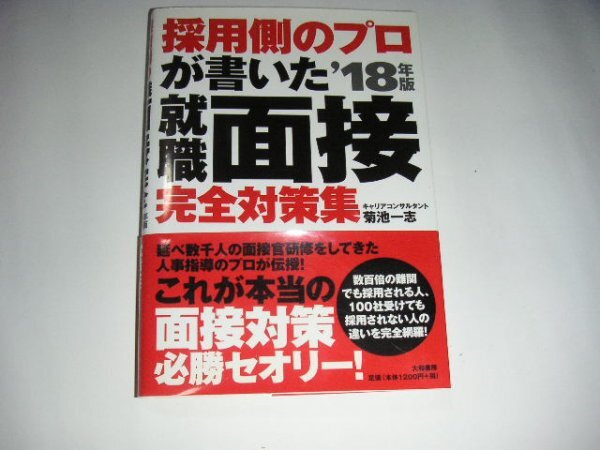 採用側のプロ
が書いた'18年版
就職面接
完全対策集
キャリアコンサルタント
菊池一志
延べ数千人の面接官研修をしてきた
人事指導のプロが伝授!
これが本当の
面接対策
必勝セオリー!
数百倍の難関
でも採用される人、
100社受けても
採用されない人の
違いを完全網羅!
大和書房
定価(本体1200円+税)